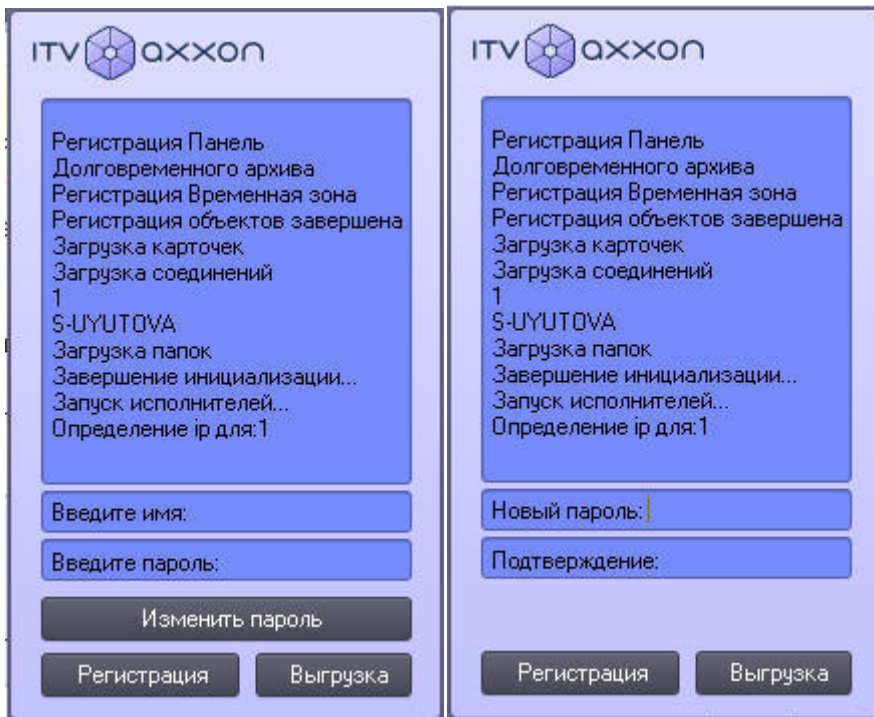 ITV axxon
Регистрация Панель
Долговременного архива
Регистрация Временная зона
Регистрация объектов завершена
Загрузка карточек
Загрузка соединений
1
S-UYUTOVA
Загрузка папок
Завершение инициализации...
Запуск исполнителей...
Определение ip для:1
Введите имя:
Введите пароль:
Изменить пароль
Регистрация
Выгрузка
ITV axxon
Регистрация Панель
Долговременного архива
Регистрация Временная зона
Регистрация объектов завершена
Загрузка карточек
Загрузка соединений
1
S-UYUTOVA
Загрузка папок
Завершение инициализации...
Запуск исполнителей...
Определение ip для:1
Новый пароль:
Подтверждение:
Регистрация
Выгрузка